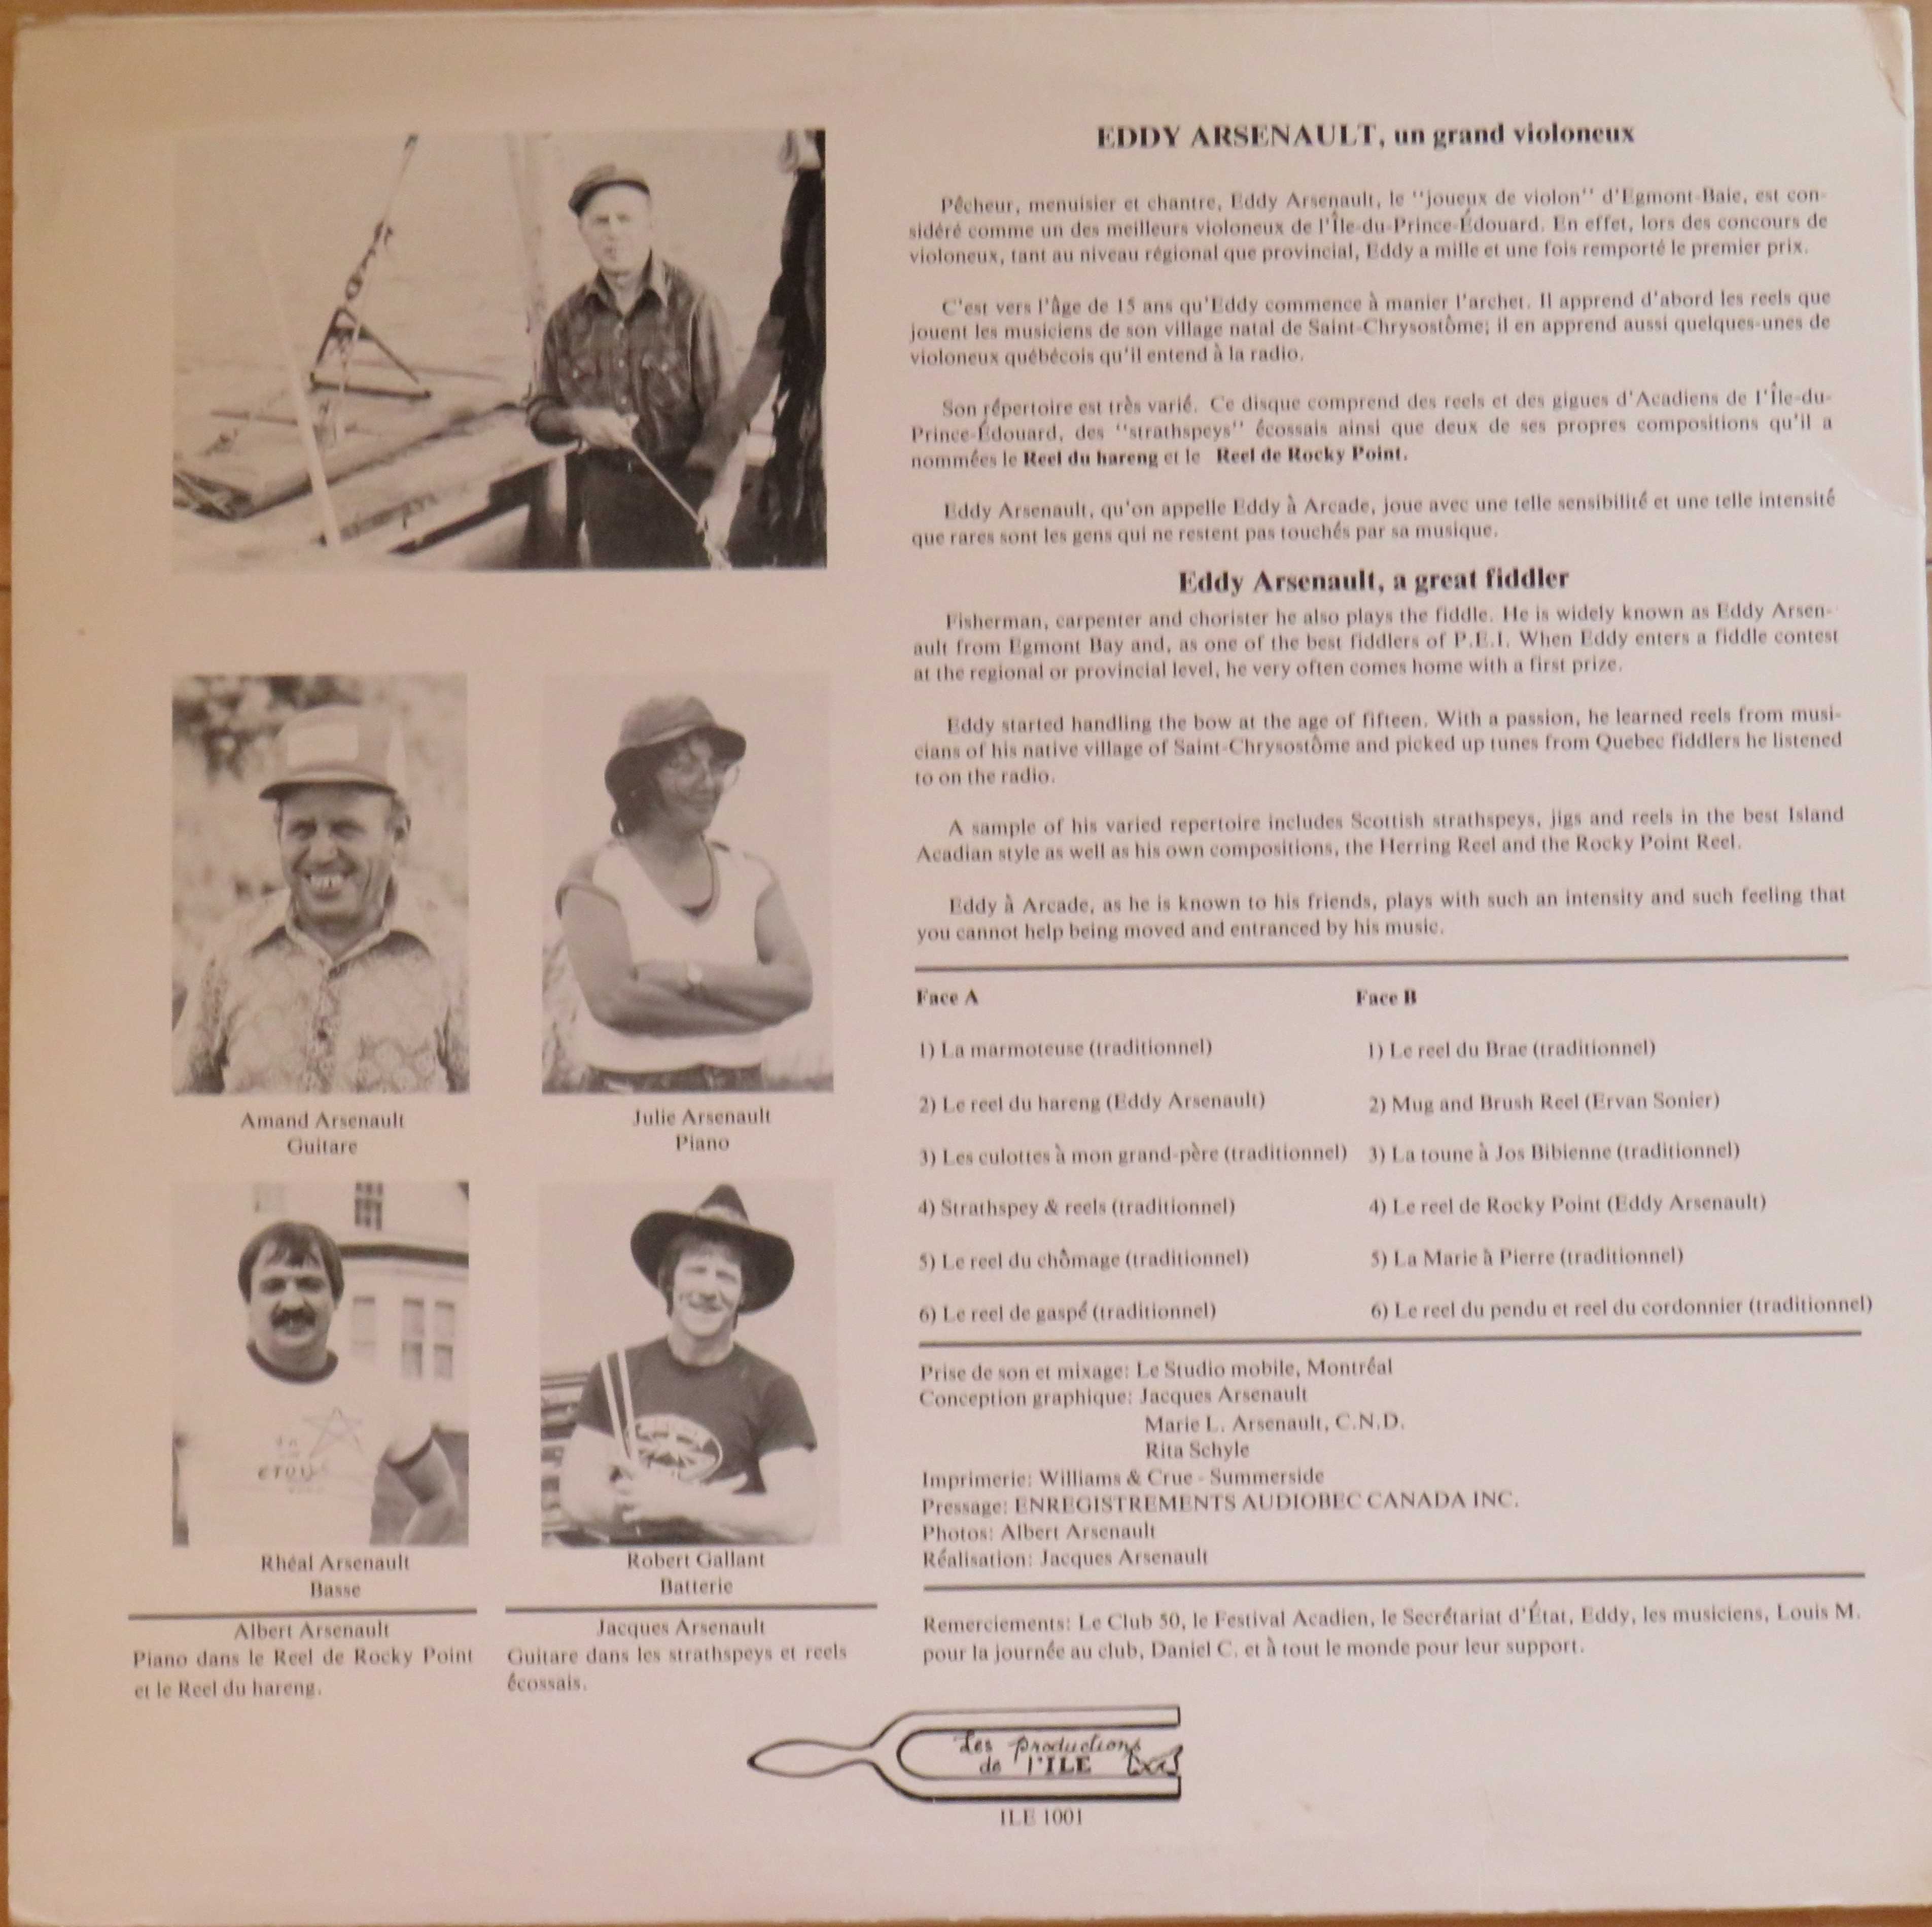 EDDY ARSENAULT, un grand violoneux
Pêcheur, menuisier et chantre, Eddy Arsenault, le "joueux de violon" d'Egmont-Baie, est con-
sidéré comme un des meilleurs violoneux de l'Île-du-Prince-Édouard. En effet, lors des concours de
violoneux, tant au niveau régional que provincial, Eddy a mille et une fois remporté le premier prix.
C'est vers l'âge de 15 ans qu'Eddy commence à manier l'archet. Il apprend d'abord les reels que
jouent les musiciens de son village natal de Saint-Chrysostôme; il en apprend aussi quelques-unes de
violoneux québécois qu'il entend à la radio.
Son répertoire est très varié. Ce disque comprend des reels et des gigues d'Acadiens de l'Île-du-
Prince-Édouard, des "strathspeys" écossais ainsi que deux de ses propres compositions qu'il a
nommées le Reel du hareng et le Reel de Rocky Point.
Eddy Arsenault, qu'on appelle Eddy à Arcade, joue avec une telle sensibilité et une telle intensité
que rares sont les gens qui ne restent pas touchés par sa musique.
Eddy Arsenault, a great fiddler
Fisherman, carpenter and chorister he also plays the fiddle. He is widely known as Eddy Arsen-
ault from Egmont Bay and, as one of the best fiddlers of P.E.I. When Eddy enters a fiddle contest
at the regional or provincial level, he very often comes home with a first prize.
Eddy started handling the bow at the age of fifteen. With a passion, he learned reels from musi-
cians of his native village of Saint-Chrysostôme and picked up tunes from Quebec fiddlers he listened
to on the radio.
A sample of his varied repertoire includes Scottish strathspeys, jigs and reels in the best Island
Acadian style as well as his own compositions, the Herring Reel and the Rocky Point Reel.
Eddy à Arcade, as he is known to his friends, plays with such an intensity and such feeling that
you cannot help being moved and entranced by his music.
Face A
1) La marmoteuse (traditionnel)
2) Le reel du hareng (Eddy Arsenault)
3) Les culottes à mon grand-père (traditionnel)
4) Strathspey & reels (traditionnel)
5) Le reel du chômage (traditionnel)
6) Le reel de gaspé (traditionnel)
Face B
1) Le reel du Brae (traditionnel)
2) Mug and Brush Reel (Ervan Sonier)
3) La toune à Jos Bibienne (traditionnel)
4) Le reel de Rocky Point (Eddy Arsenault)
5) La Marie à Pierre (traditionnel)
6) Le reel du pendu et reel du cordonnier (traditionnel)
Prise de son et mixage: Le Studio mobile, Montréal
Conception graphique: Jacques Arsenault
Marie L. Arsenault, C.N.D.
Rita Schyle
Imprimerie: Williams & Crue - Summerside
Pressage: ENREGISTREMENTS AUDIOBEC CANADA INC.
Photos: Albert Arsenault
Réalisation: Jacques Arsenault
Remerciements: Le Club 50, le Festival Acadien, le Secrétariat d'État, Eddy, les musiciens, Louis M.
pour la journée au club, Daniel C. et à tout le monde pour leur support.
Amand Arsenault
Guitare
Julie Arsenault
Piano
Rhéal Arsenault
Basse
Robert Gallant
Batterie
Albert Arsenault
Piano dans le Reel de Rocky Point
et le Reel du hareng.
Jacques Arsenault
Guitare dans les strathspeys et reels
écossais.
Les productions
de l'ILE
ILE 1001